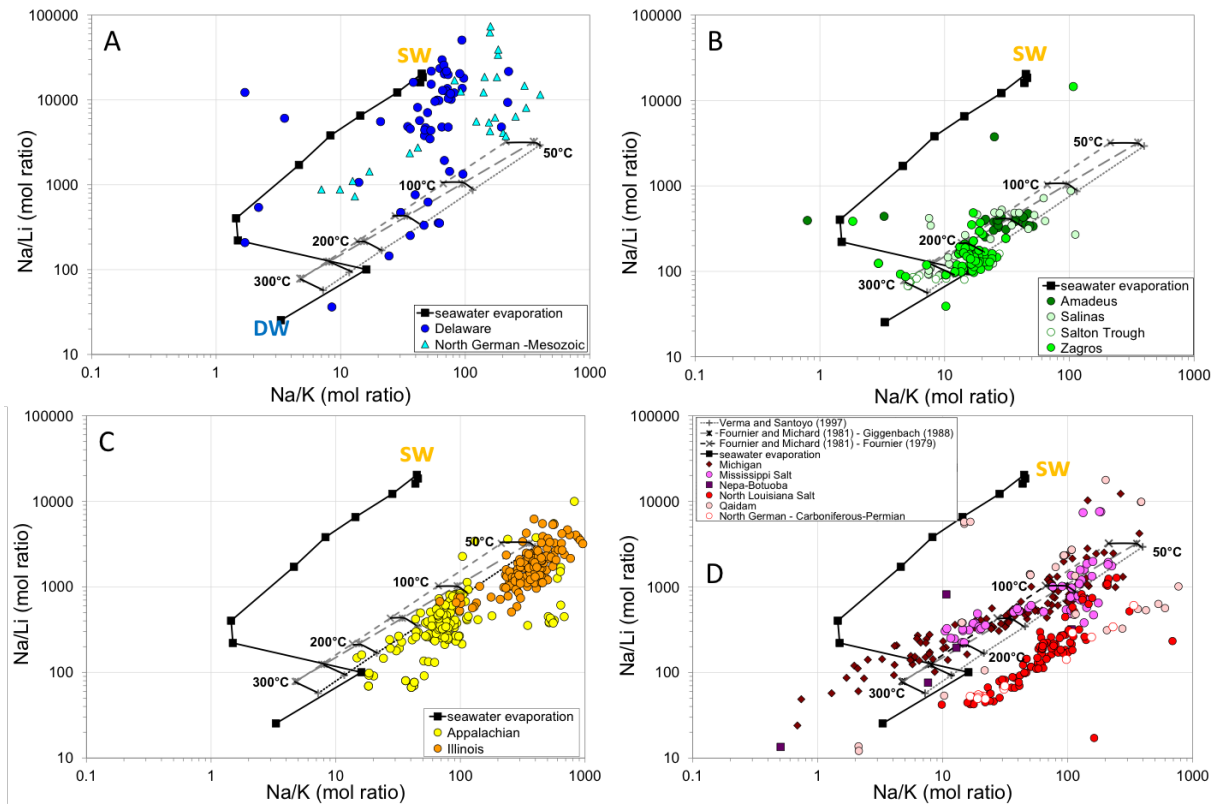 A
SW
100000
10000
1000
100
10
Na/Li (mol ratio)
50°C
100°C
200°C
300°C
DW
seawater evaporation
Delaware
North German -Mesozoic
0.1 1 10 100 1000
Na/K (mol ratio)
B
SW
100000
10000
1000
100
10
Na/Li (mol ratio)
50°C
100°C
200°C
300°C
seawater evaporation
Amadeus
Salinas
Salton Trough
Zagros
0.1 1 10 100 1000
Na/K (mol ratio)
C
SW
100000
10000
1000
100
10
Na/Li (mol ratio)
50°C
100°C
200°C
300°C
seawater evaporation
Appalachian
Illinois
0.1 1 10 100 1000
Na/K (mol ratio)
Verma and Santoyo (1997)
Fournier and Michard (1981) - Giggenbach (1988)
Fournier and Michard (1981) - Fournier (1979)
seawater evaporation
Michigan
Mississippi Salt
Nepa-Botuoba
North Louisiana Salt
Qaidam
North German - Carboniferous-Permian
SW
100000
10000
1000
100
10
Na/Li (mol ratio)
50°C
100°C
200°C
300°C
D
0.1 1 10 100 1000
Na/K (mol ratio)